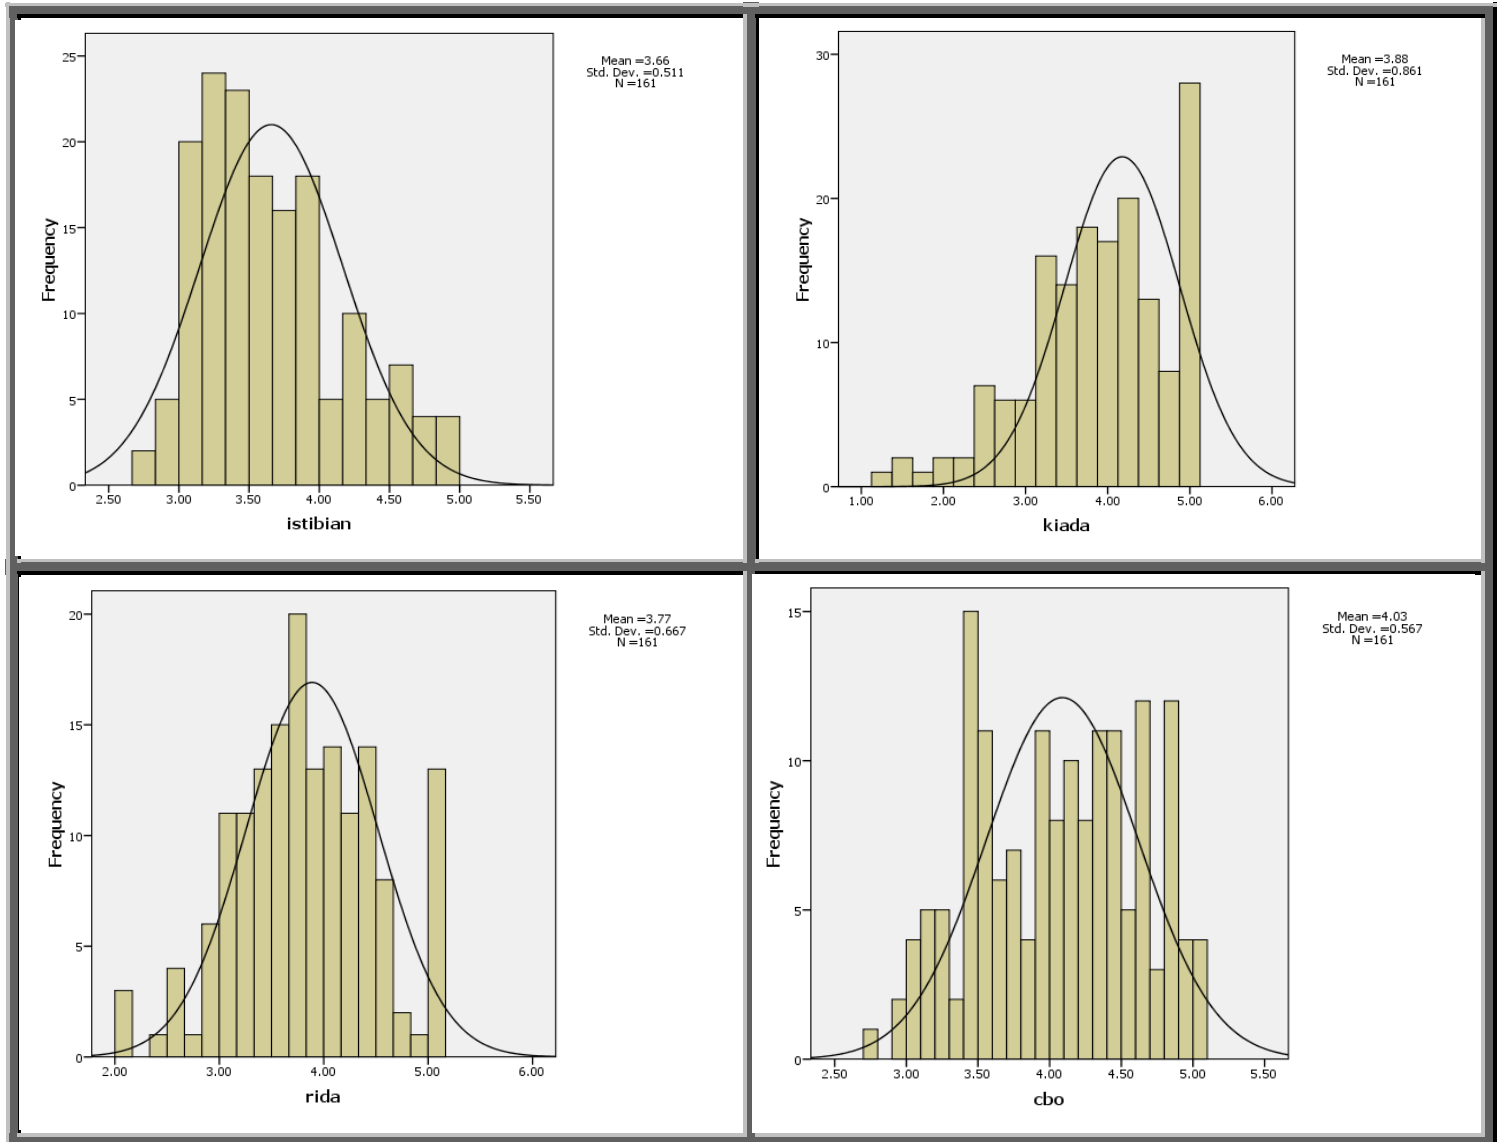 Mean =3.66
Std. Dev. =0.511
N =161
Frequency
25
20
15
10
5
0
2.50 3.00 3.50 4.00 4.50 5.00 5.50
istibian
Mean =3.88
Std. Dev. =0.861
N =161
Frequency
30
20
10
0
1.00 2.00 3.00 4.00 5.00 6.00
kiada
Mean =3.77
Std. Dev. =0.667
N =161
Frequency
20
15
10
5
0
2.00 3.00 4.00 5.00 6.00
rida
Mean =4.03
Std. Dev. =0.567
N =161
Frequency
15
10
5
0
2.50 3.00 3.50 4.00 4.50 5.00 5.50
cbo